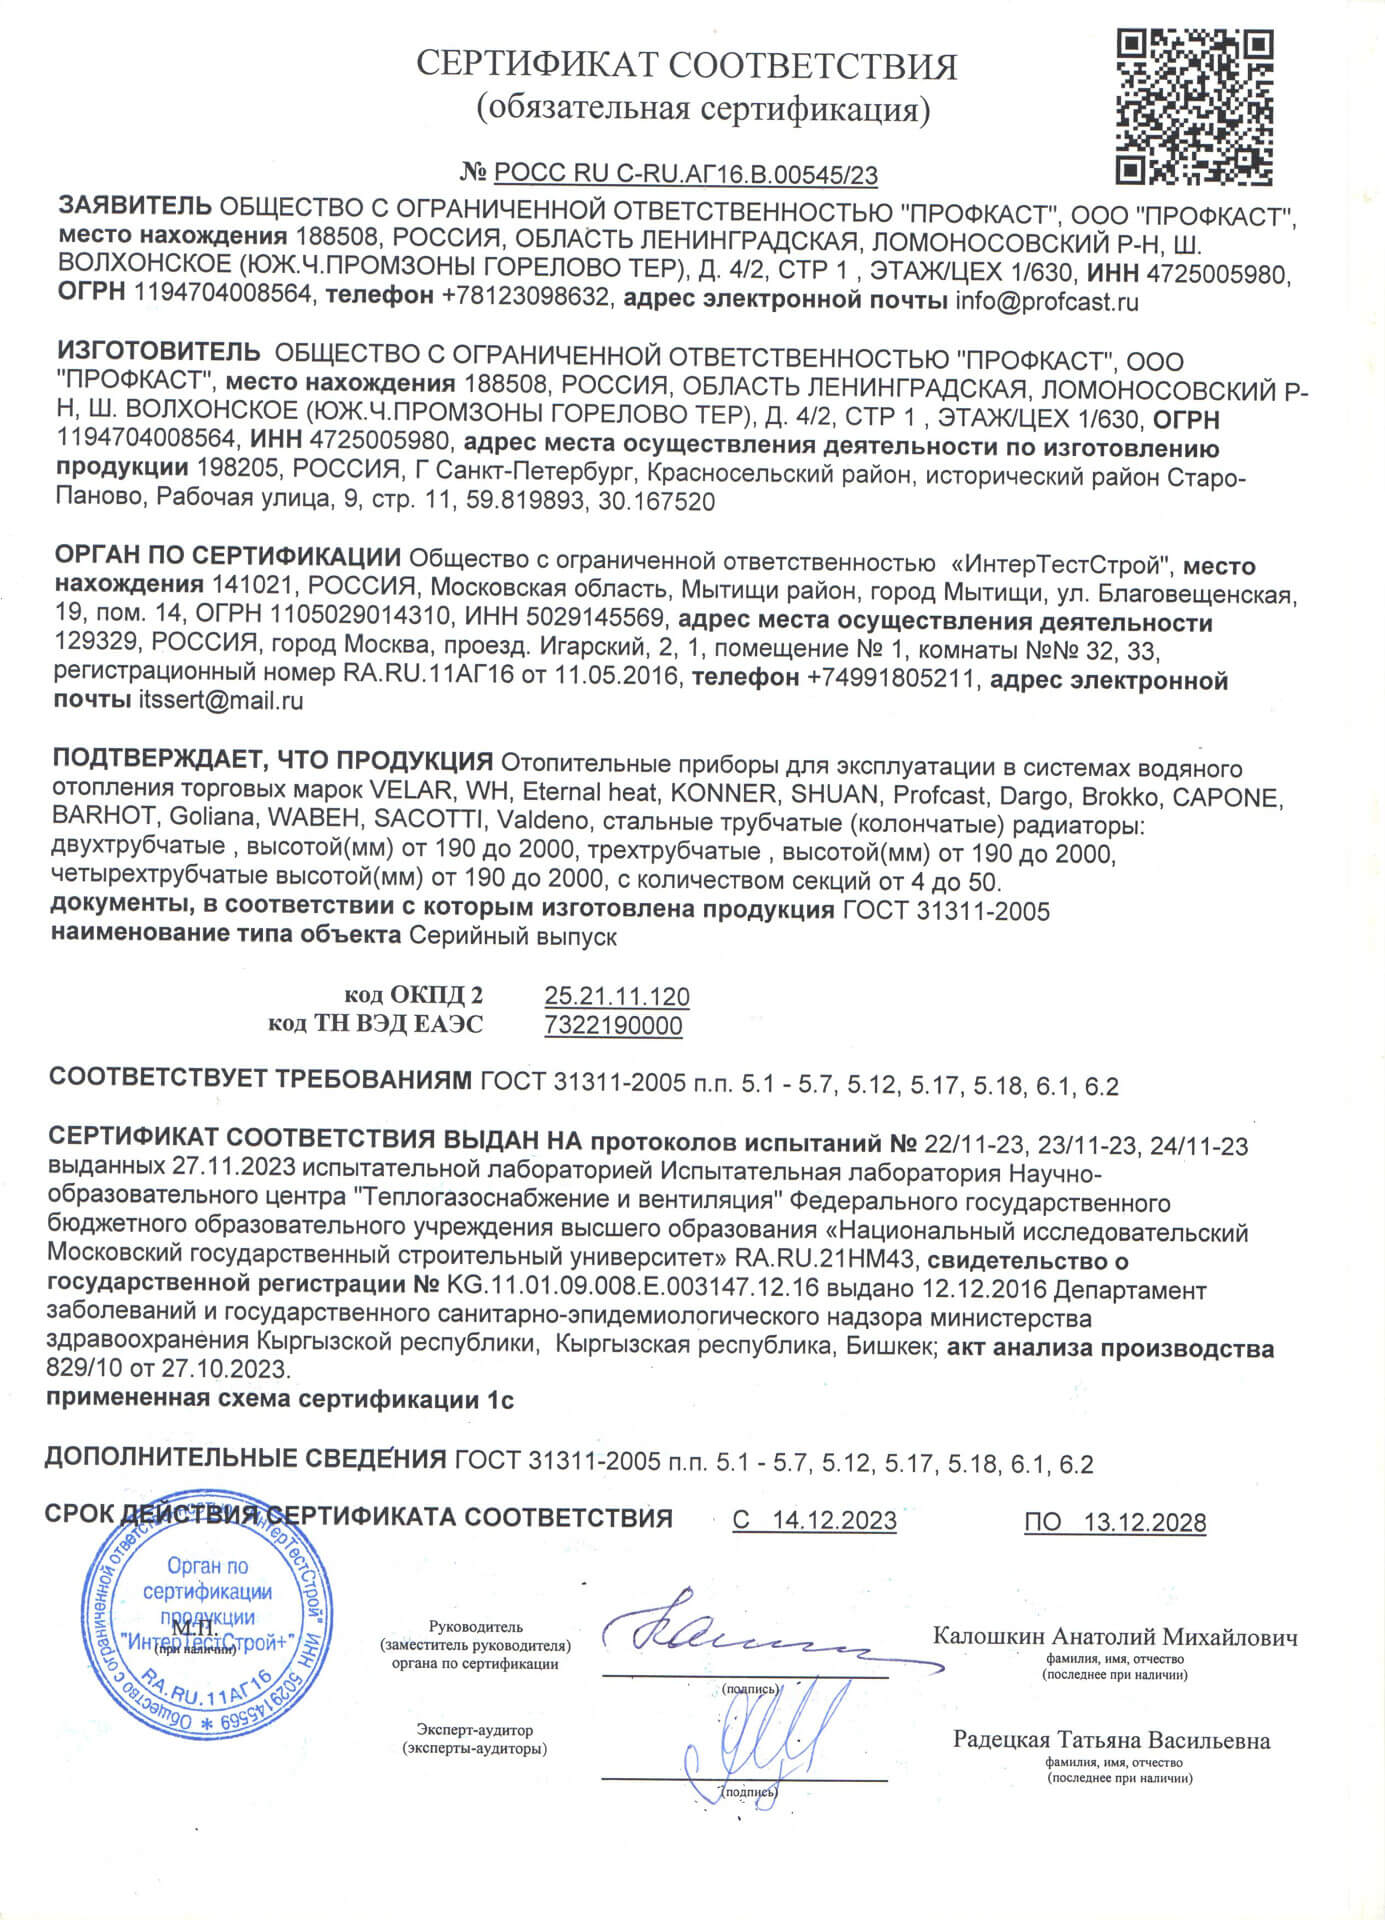 СЕРТИФИКАТ СООТВЕТСТВИЯ
(обязательная сертификация)
№ РОСС RU С-RU.АГ16.В.00545/23
ЗАЯВИТЕЛЬ ОБЩЕСТВО С ОГРАНИЧЕННОЙ ОТВЕТСТВЕННОСТЬЮ "ПРОФКАСТ", ООО "ПРОФКАСТ",
место нахождения 188508, РОССИЯ, ОБЛАСТЬ ЛЕНИНГРАДСКАЯ, ЛОМОНОСОВСКИЙ Р-Н, Ш.
ВОЛХОНСКОЕ (ЮЖ.Ч.ПРОМЗОНЫ ГОРЕЛОВО ТЕР), Д. 4/2, СТР 1 , ЭТАЖ/ЦЕХ 1/630, ИНН 4725005980,
ОГРН 1194704008564, телефон +78123098632, адрес электронной почты info@profcast.ru
ИЗГОТОВИТЕЛЬ ОБЩЕСТВО С ОГРАНИЧЕННОЙ ОТВЕТСТВЕННОСТЬЮ "ПРОФКАСТ", ООО
"ПРОФКАСТ", место нахождения 188508, РОССИЯ, ОБЛАСТЬ ЛЕНИНГРАДСКАЯ, ЛОМОНОСОВСКИЙ Р-
Н, Ш. ВОЛХОНСКОЕ (ЮЖ.Ч.ПРОМЗОНЫ ГОРЕЛОВО ТЕР), Д. 4/2, СТР 1 , ЭТАЖ/ЦЕХ 1/630, ОГРН
1194704008564, ИНН 4725005980, адрес места осуществления деятельности по изготовлению
продукции 198205, РОССИЯ, Г Санкт-Петербург, Красносельский район, исторический район Старо-
Паново, Рабочая улица, 9, стр. 11, 59.819893, 30.167520
ОРГАН ПО СЕРТИФИКАЦИИ Общество с ограниченной ответственностью «ИнтерТестСтрой", место
нахождения 141021, РОССИЯ, Московская область, Мытищи район, город Мытищи, ул. Благовещенская,
19, пом. 14, ОГРН 1105029014310, ИНН 5029145569, адрес места осуществления деятельности
129329, РОССИЯ, город Москва, проезд. Игарский, 2, 1, помещение № 1, комнаты №№ 32, 33,
регистрационный номер RA.RU.11АГ16 от 11.05.2016, телефон +74991805211, адрес электронной
почты itssert@mail.ru
ПОДТВЕРЖДАЕТ, ЧТО ПРОДУКЦИЯ Отопительные приборы для эксплуатации в системах водяного
отопления торговых марок VELAR, WH, Eternal heat, KONNER, SHUAN, Profcast, Dargo, Brokko, CAPONE,
BARHOT, Goliana, WABEH, SACOTTI, Valdeno, стальные трубчатые (колончатые) радиаторы:
двухтрубчатые , высотой(мм) от 190 до 2000, трехтрубчатые , высотой(мм) от 190 до 2000,
четырехтрубчатые высотой(мм) от 190 до 2000, с количеством секций от 4 до 50.
документы, в соответствии с которым изготовлена продукция ГОСТ 31311-2005
наименование типа объекта Серийный выпуск
код ОКПД 2 25.21.11.120
код ТН ВЭД ЕАЭС 7322190000
СООТВЕТСТВУЕТ ТРЕБОВАНИЯМ ГОСТ 31311-2005 п.п. 5.1 - 5.7, 5.12, 5.17, 5.18, 6.1, 6.2
СЕРТИФИКАТ СООТВЕТСТВИЯ ВЫДАН НА протоколов испытаний № 22/11-23, 23/11-23, 24/11-23
выданных 27.11.2023 испытательной лабораторией Испытательная лаборатория Научно-
образовательного центра "Теплогазоснабжение и вентиляция" Федерального государственного
бюджетного образовательного учреждения высшего образования «Национальный исследовательский
Московский государственный строительный университет» RA.RU.21НМ43, свидетельство о
государственной регистрации № KG.11.01.09.008.Е.003147.12.16 выдано 12.12.2016 Департамент
заболеваний и государственного санитарно-эпидемиологического надзора министерства
здравоохранения Кыргызской республики, Кыргызская республика, Бишкек; акт анализа производства
829/10 от 27.10.2023.
примененная схема сертификации 1с
ДОПОЛНИТЕЛЬНЫЕ СВЕДЕНИЯ ГОСТ 31311-2005 п.п. 5.1 - 5.7, 5.12, 5.17, 5.18, 6.1, 6.2
СРОК ДЕЙСТВИЯ СЕРТИФИКАТА СООТВЕТСТВИЯ С 14.12.2023 ПО 13.12.2028
Общество с ограниченной ответственностью "ИнтерТестСтрой" ИНН 5029145569 *
Орган по
сертификации
продукции
"ИнтерТестСтрой+"
RA.RU.11АГ16
М.П.
(при наличии)
Руководитель
(заместитель руководителя)
органа по сертификации
(подпись)
Калошкин Анатолий Михайлович
фамилия, имя, отчество
(последнее при наличии)
Эксперт-аудитор
(эксперты-аудиторы)
(подпись)
Радецкая Татьяна Васильевна
фамилия, имя, отчество
(последнее при наличии)